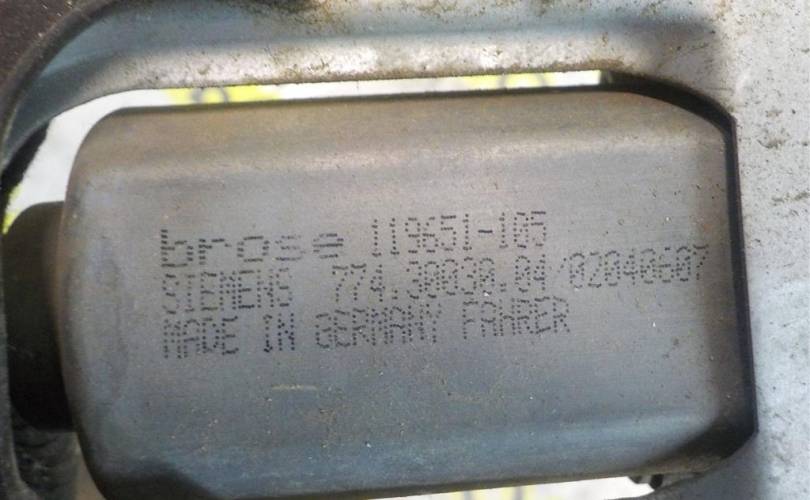 brose 119651-105
SIEMENS 774.30030.04/02040607
MADE IN GERMANY FAHRER